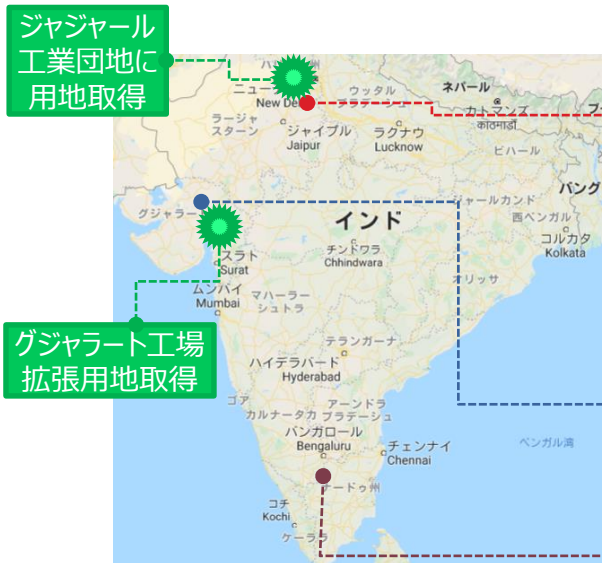 ジャジャール
工業団地に
用地取得
ニュー
New De
ウッタル
ネパール
カトマンズ
काठमाडौं
ラージャ
スターン
ジャイプル
Jaipur
ラクナウ
Lucknow
ビハール
バング
グジャラー
インド
ャールカンド
西ベンガル
コルカタ
Kolkata
スラト
Surat
チンドワラ
Chhindwara
オリッサ
ムンバイ
Mumbai
マハーラー
シュトラ
グジャラート工場
拡張用地取得
テランガーナ
ハイデラバード
Hyderabad
ゴア
アーンドラ
カルナータカ プラデーシュ
バンガロール
Bengaluru
チェンナイ
Chennai
ベンガル湾
ナードゥ州
コチ
Kochi
ケーララ